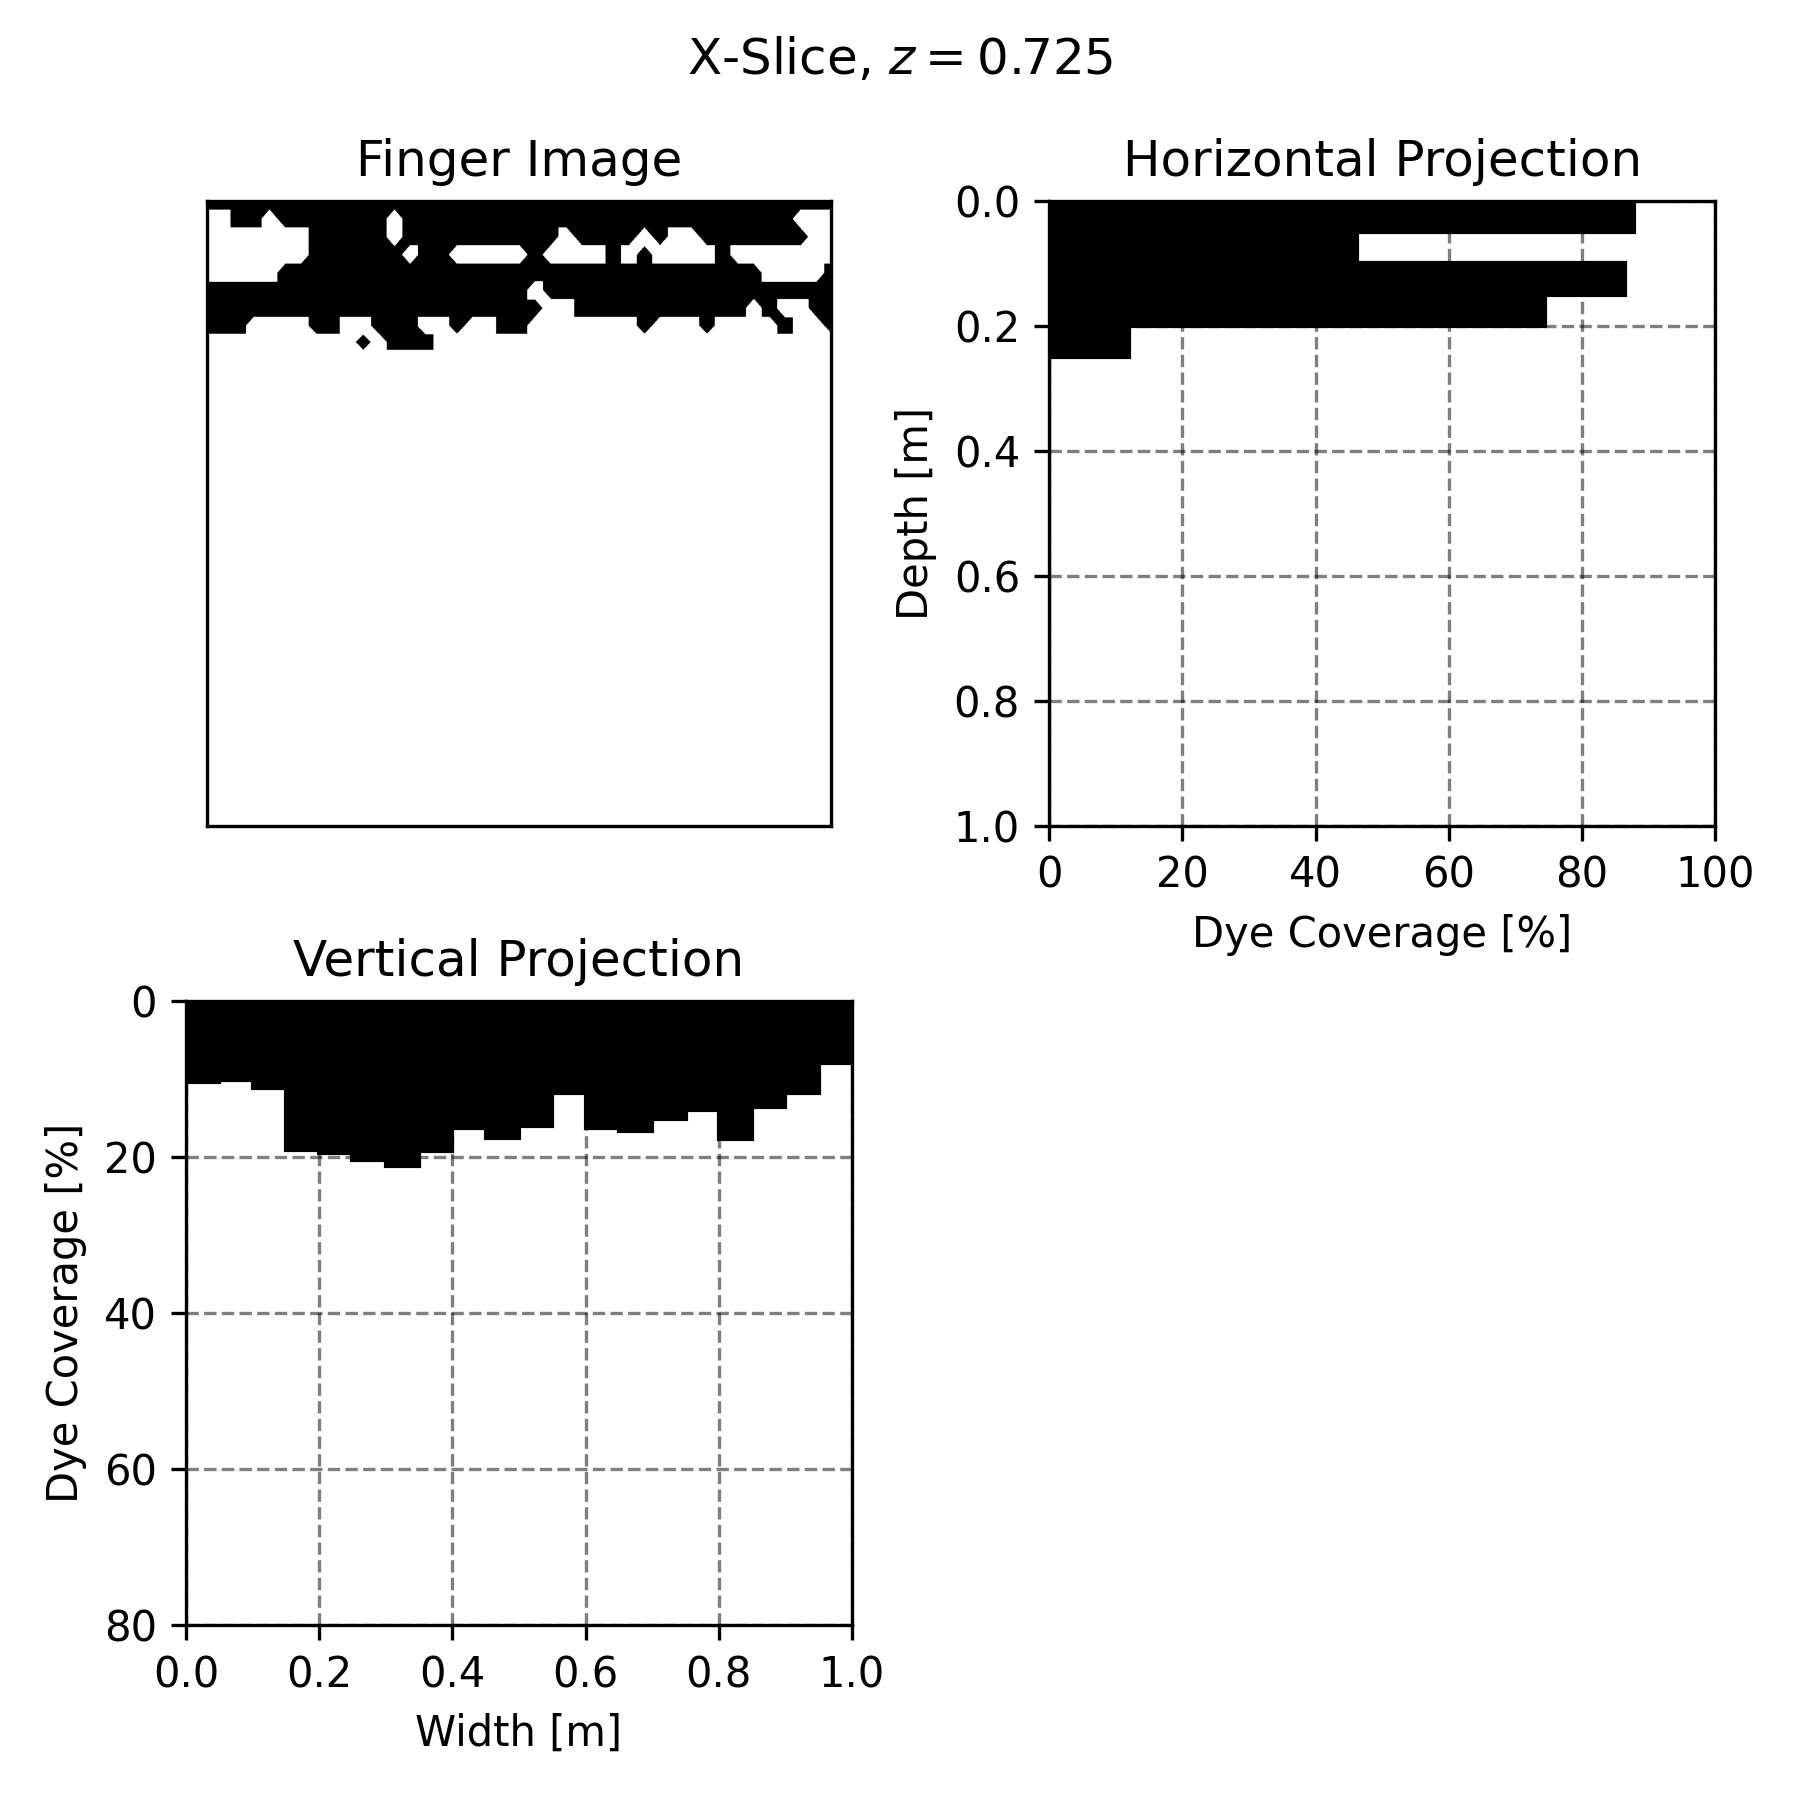 X-Slice, z = 0.725
Finger Image
Horizontal Projection
0.0
0.2
0.4
0.6
0.8
1.0
Depth [m]
0 20 40 60 80 100
Dye Coverage [%]
Vertical Projection
0
20
40
60
80
Dye Coverage [%]
0.0 0.2 0.4 0.6 0.8 1.0
Width [m]